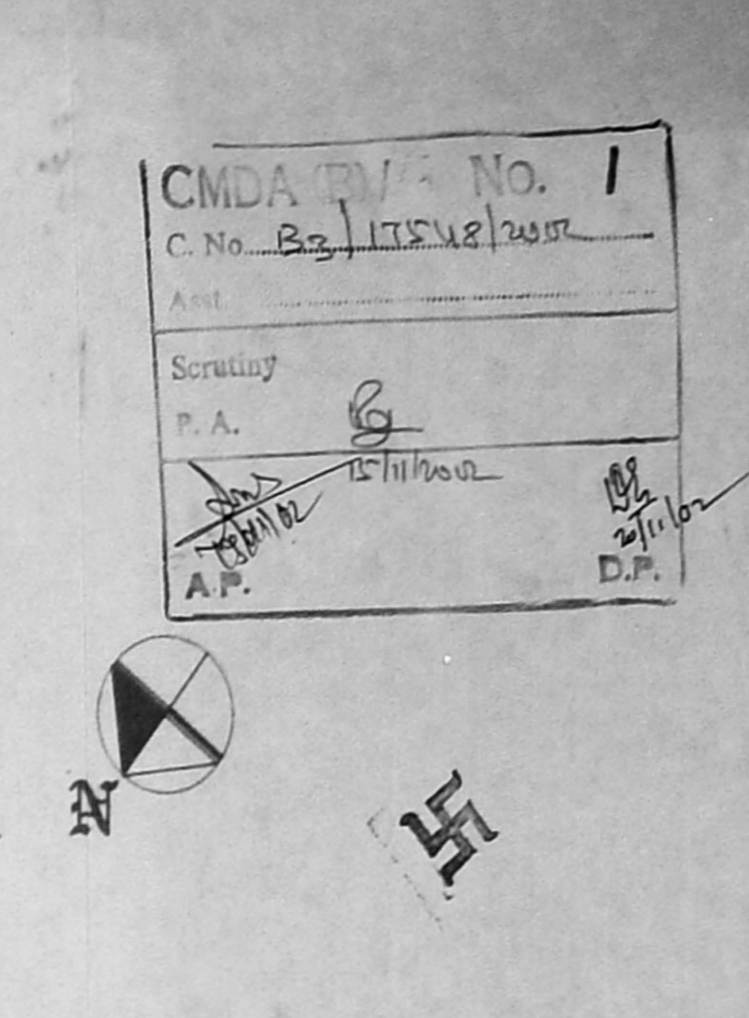 CMDA No. 1
C. No. B3/17548/2002
Asst.
Scrutiny
P. A.
15/11/2002
20/11/02
A.P. D.P.
N